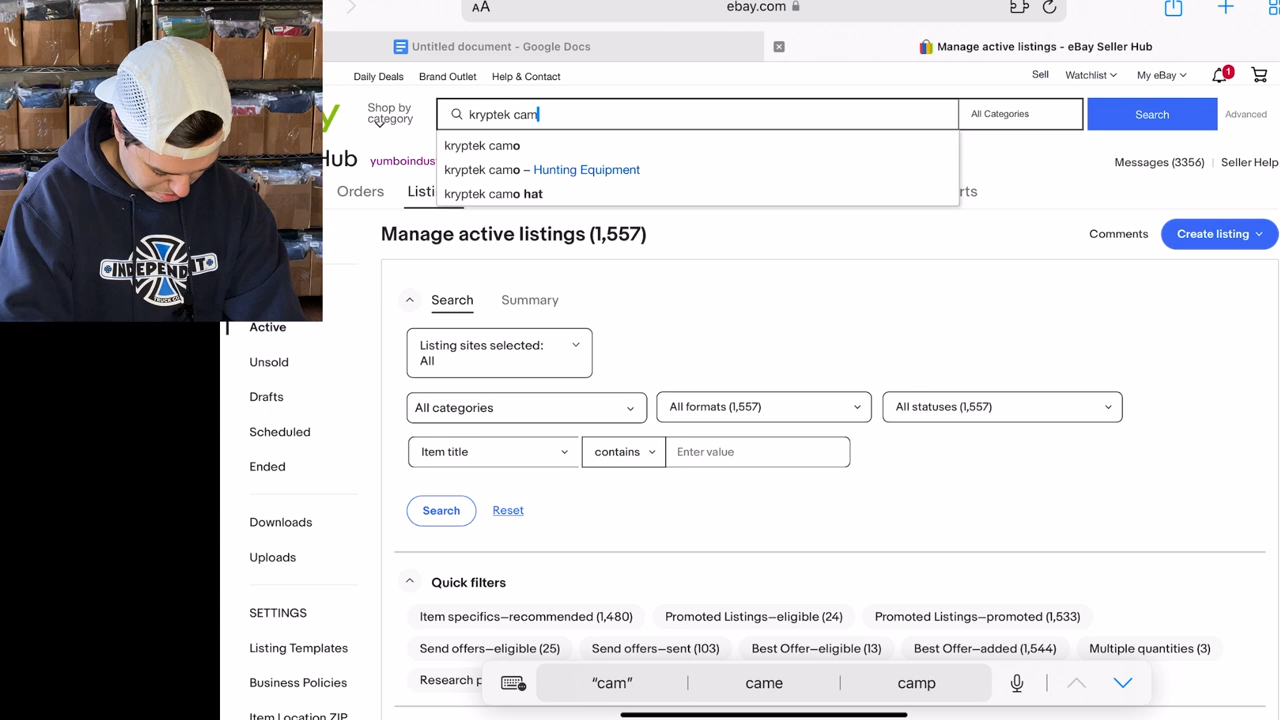 AA
ebay.com
Untitled document - Google Docs
Manage active listings - eBay Seller Hub
Daily Deals Brand Outlet Help & Contact
Sell Watchlist My eBay 1
y
Shop by category
kryptek cam
All Categories
Search
Advanced
kryptek camo
kryptek camo – Hunting Equipment
kryptek camo hat
Hub yumboindus
Messages (3356) Seller Help
Orders Listi rts
Manage active listings (1,557)
Comments
Create listing
Search Summary
Listing sites selected:
All
All categories All formats (1,557) All statuses (1,557)
Item title contains Enter value
Search Reset
Quick filters
Item specifics—recommended (1,480) Promoted Listings—eligible (24) Promoted Listings—promoted (1,533)
Send offers—eligible (25) Send offers—sent (103) Best Offer—eligible (13) Best Offer—added (1,544) Multiple quantities (3)
Research p
Active
Unsold
Drafts
Scheduled
Ended
Downloads
Uploads
SETTINGS
Listing Templates
Business Policies
Item Location ZIP
“cam” came camp
INDEPENDENT
TRUCK CO